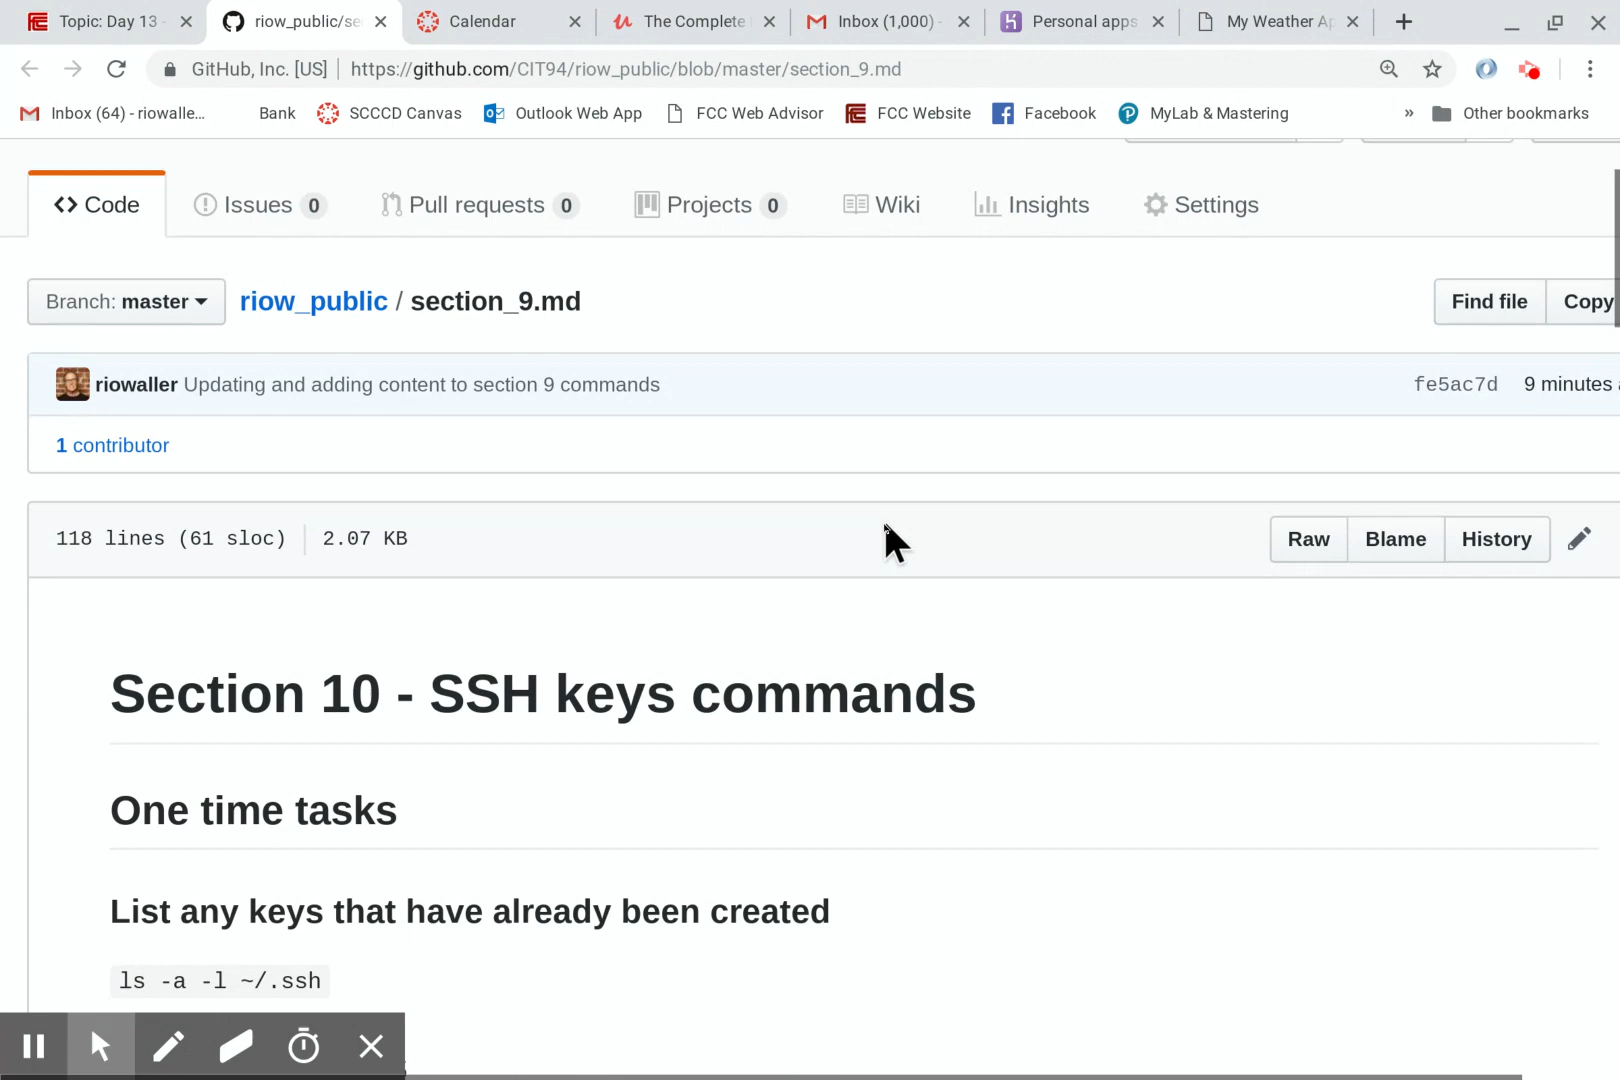 Topic: Day 13 -
riow_public/se
Calendar
The Complete
Inbox (1,000) -
Personal apps
My Weather Ap
GitHub, Inc. [US] | https://github.com/CIT94/riow_public/blob/master/section_9.md
Inbox (64) - riowalle...
Bank
SCCCD Canvas
Outlook Web App
FCC Web Advisor
FCC Website
Facebook
MyLab & Mastering
»
Other bookmarks
<> Code
Issues 0
Pull requests 0
Projects 0
Wiki
Insights
Settings
Branch: master
riow_public / section_9.md
Find file
Copy
riowaller Updating and adding content to section 9 commands
fe5ac7d
9 minutes a
1 contributor
118 lines (61 sloc) | 2.07 KB
Raw
Blame
History
Section 10 - SSH keys commands
One time tasks
List any keys that have already been created
ls -a -l ~/.ssh